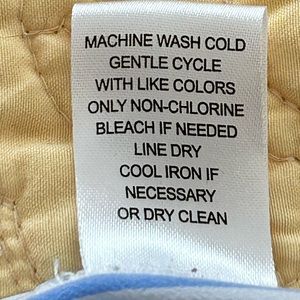 MACHINE WASH COLD
GENTLE CYCLE
WITH LIKE COLORS
ONLY NON-CHLORINE
BLEACH IF NEEDED
LINE DRY
COOL IRON IF
NECESSARY
OR DRY CLEAN